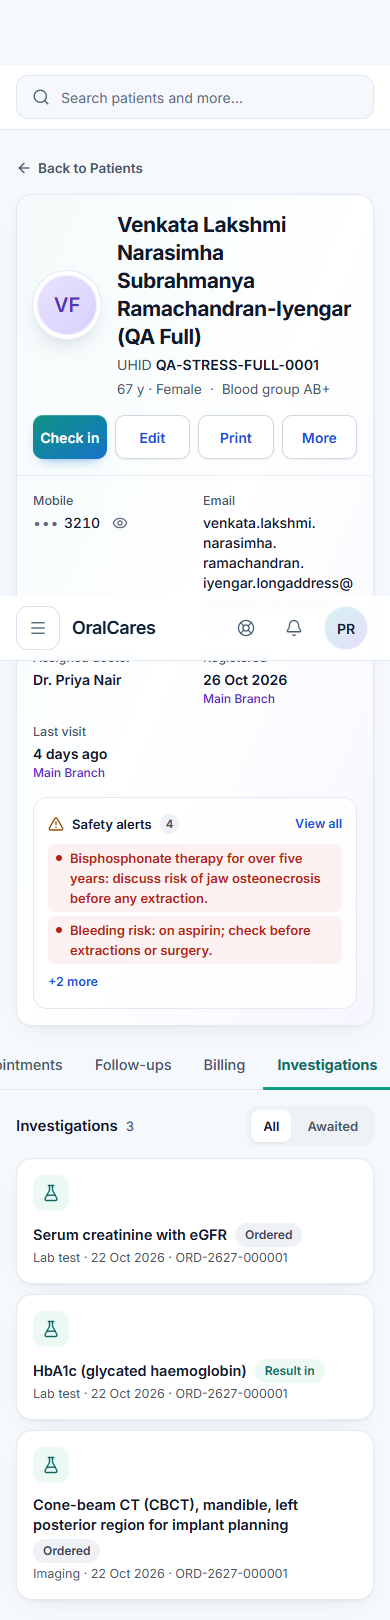 Search patients and more...
Back to Patients
VF
Venkata Lakshmi
Narasimha
Subrahmanya
Ramachandran-Iyengar
(QA Full)
UHID QA-STRESS-FULL-0001
67 y · Female · Blood group AB+
Check in
Edit
Print
More
Mobile
••• 3210
Email
venkata.lakshmi.
narasimha.
ramachandran.
iyengar.longaddress@
OralCares
PR
Dr. Priya Nair
26 Oct 2026
Main Branch
Last visit
4 days ago
Main Branch
Safety alerts 4
View all
Bisphosphonate therapy for over five
years: discuss risk of jaw osteonecrosis
before any extraction.
Bleeding risk: on aspirin; check before
extractions or surgery.
+2 more
ointments
Follow-ups
Billing
Investigations
Investigations 3
All
Awaited
Serum creatinine with eGFR Ordered
Lab test · 22 Oct 2026 · ORD-2627-000001
HbA1c (glycated haemoglobin) Result in
Lab test · 22 Oct 2026 · ORD-2627-000001
Cone-beam CT (CBCT), mandible, left
posterior region for implant planning
Ordered
Imaging · 22 Oct 2026 · ORD-2627-000001